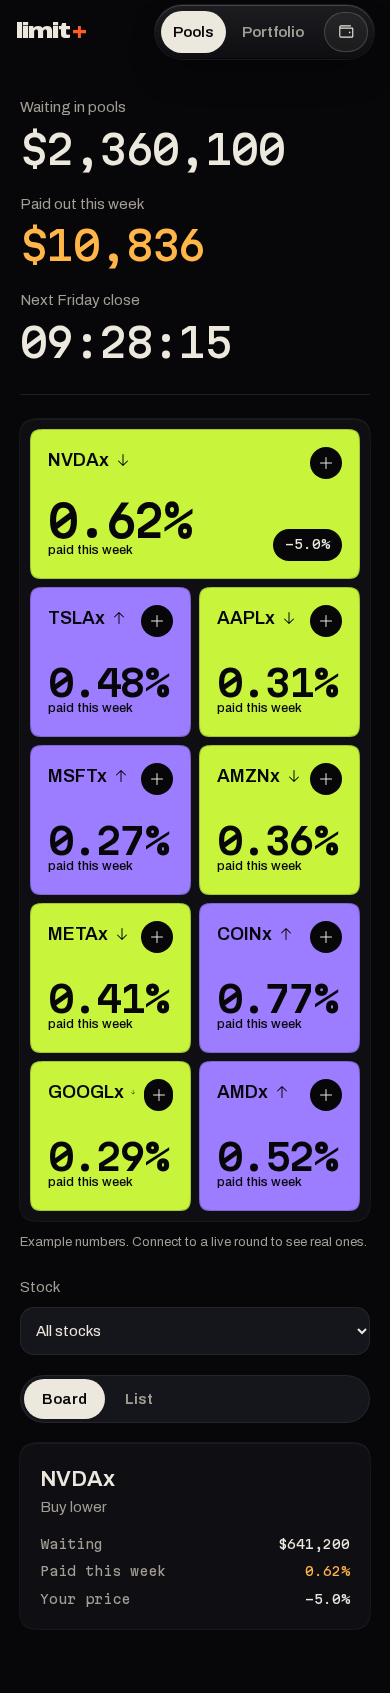 limit+
Pools
Portfolio
Waiting in pools
$2,360,100
Paid out this week
$10,836
Next Friday close
09:28:15
NVDAx ↓
0.62%
paid this week
−5.0%
TSLAx ↑
0.48%
paid this week
AAPLx ↓
0.31%
paid this week
MSFTx ↑
0.27%
paid this week
AMZNx ↓
0.36%
paid this week
METAx ↓
0.41%
paid this week
COINx ↑
0.77%
paid this week
GOOGLx ↓
0.29%
paid this week
AMDx ↑
0.52%
paid this week
Example numbers. Connect to a live round to see real ones.
Stock
All stocks
Board
List
NVDAx
Buy lower
Waiting $641,200
Paid this week 0.62%
Your price −5.0%